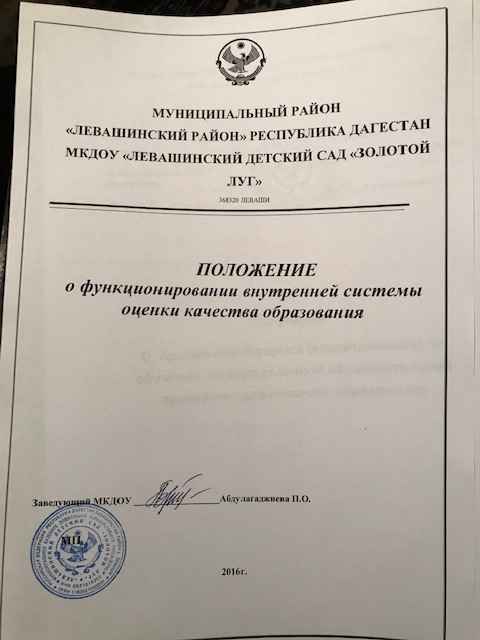 МУНИЦИПАЛЬНЫЙ РАЙОН
«ЛЕВАШИНСКИЙ РАЙОН» РЕСПУБЛИКА ДАГЕСТАН
МКДОУ «ЛЕВАШИНСКИЙ ДЕТСКИЙ САД «ЗОЛОТОЙ
ЛУГ»
368320 ЛЕВАШИ
ПОЛОЖЕНИЕ
о функционировании внутренней системы
оценки качества образования
Заведующий МКДОУ Абдулагаджиева П.О.
МП
2016г.